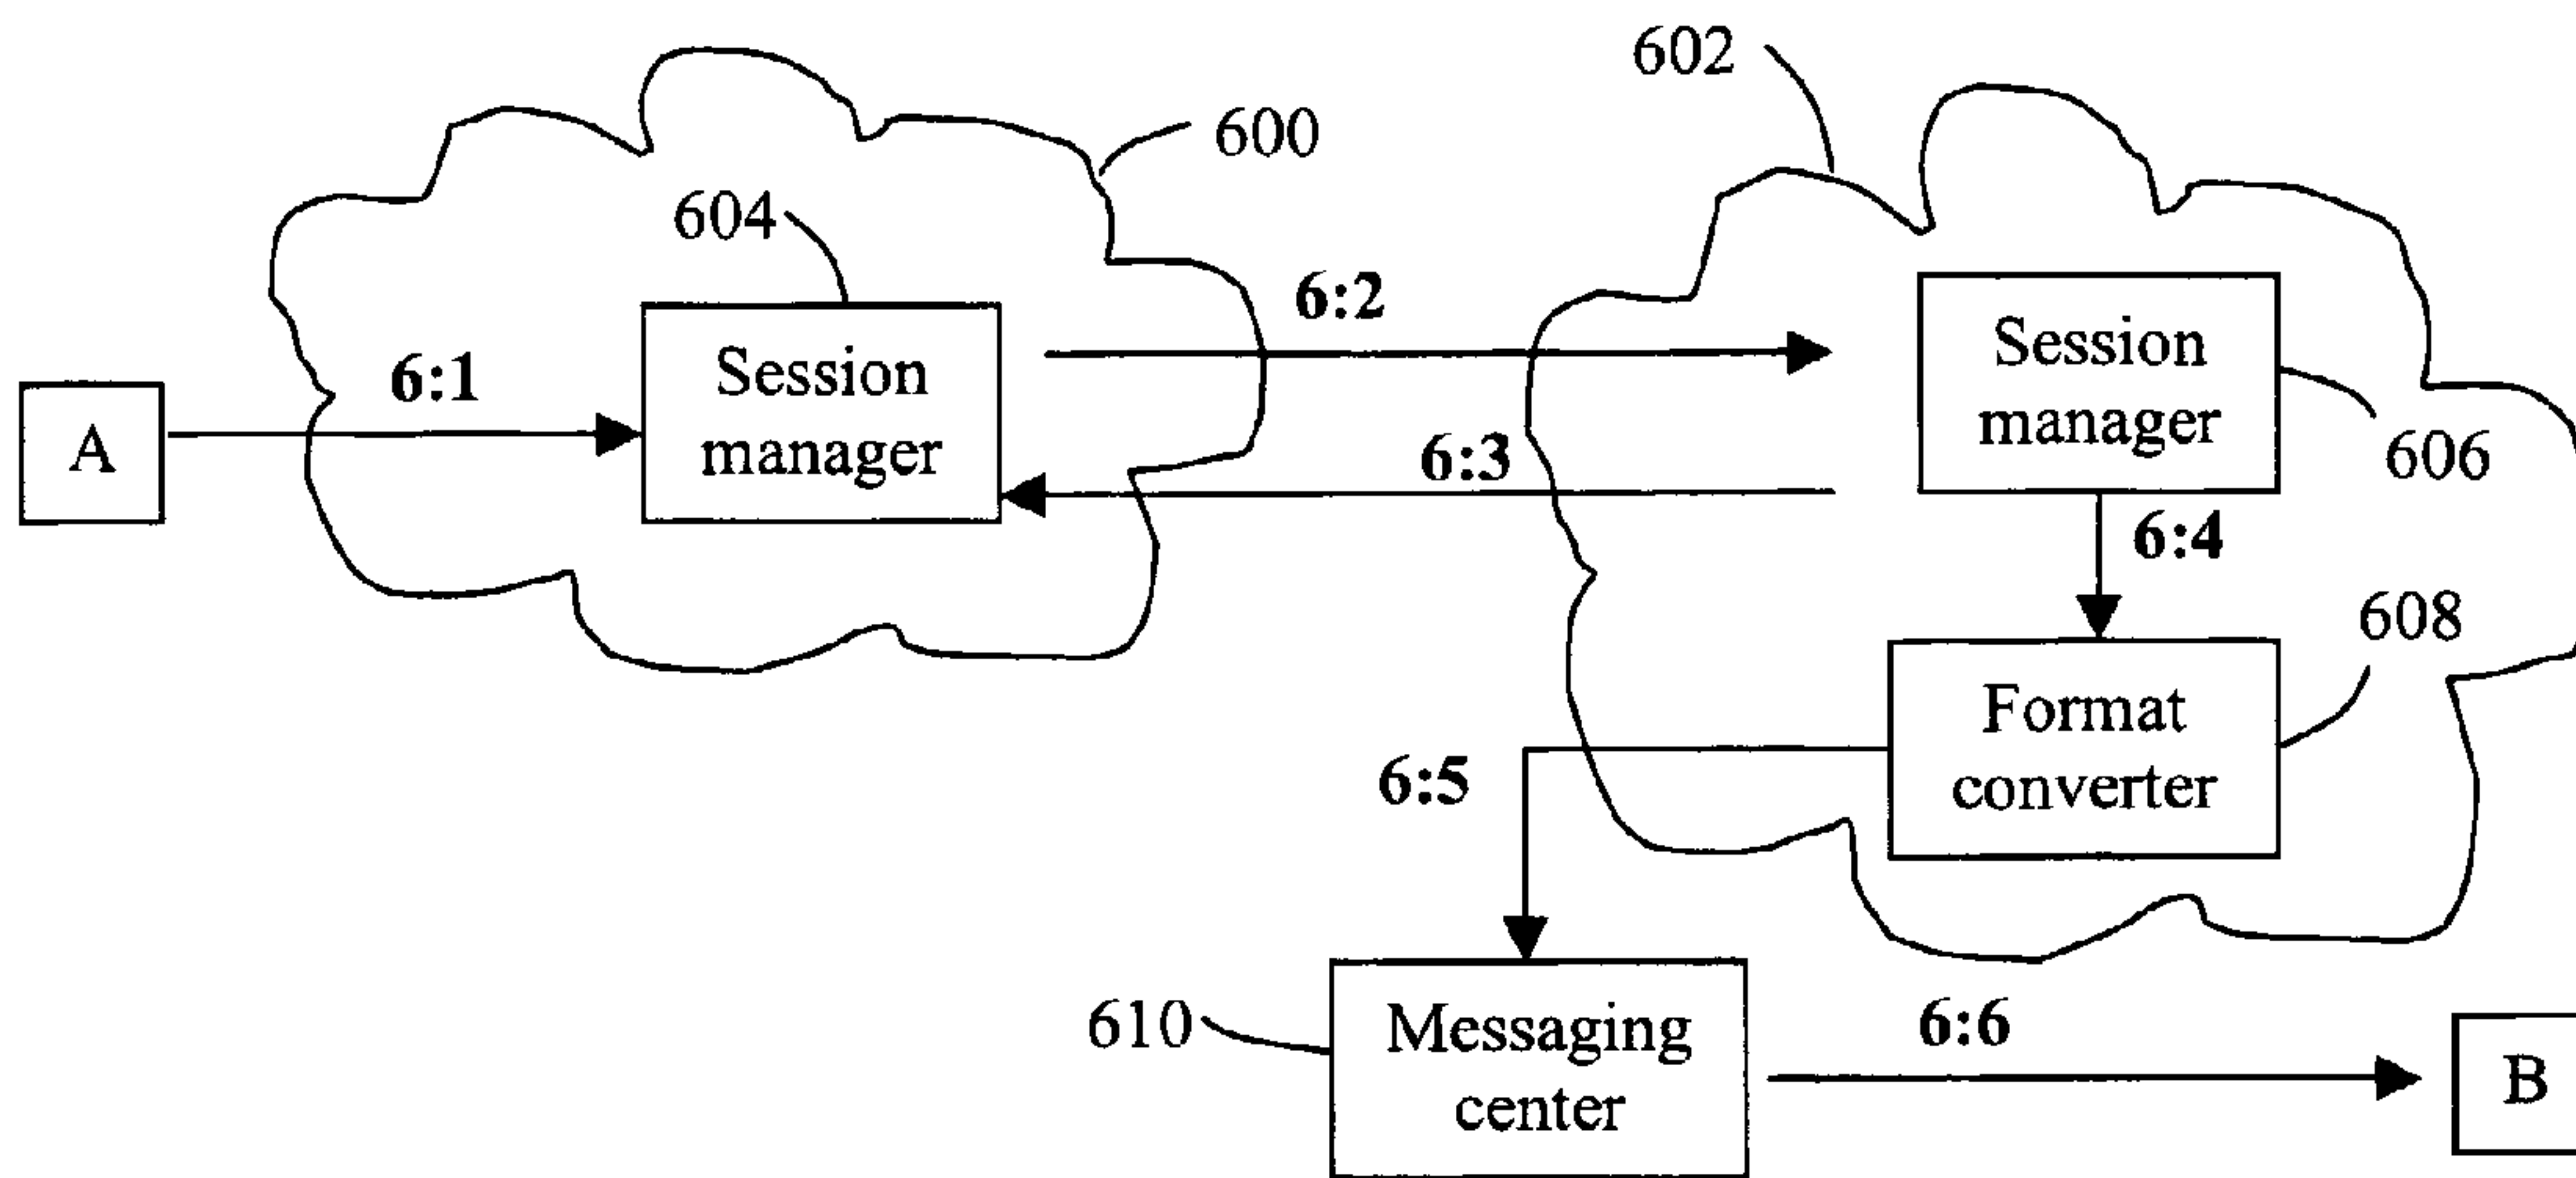 602
600
604
6:2
Session
manager
6:1
Session
manager
A
6:3
606
6:4
608
Format
converter
6:5
610
Messaging
center
6:6
B